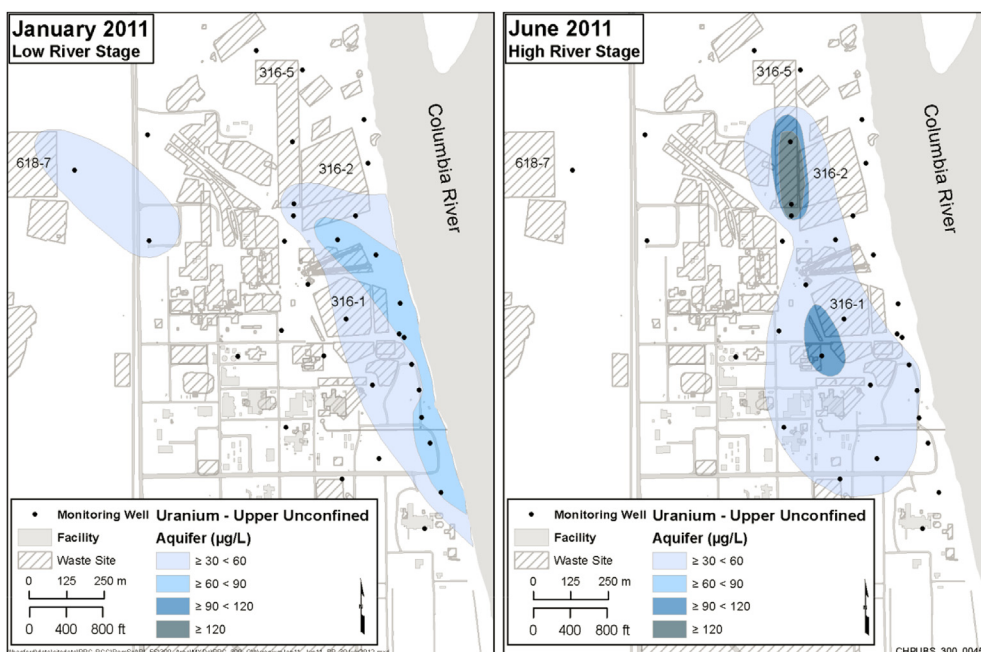 January 2011
Low River Stage
316-5
618-7
316-2
316-1
Columbia River
Monitoring Well
Facility
Waste Site
0 125 250 m
0 400 800 ft
Uranium - Upper Unconfined
Aquifer (µg/L)
≥ 30 < 60
≥ 60 < 90
≥ 90 < 120
≥ 120
N
June 2011
High River Stage
316-5
618-7
316-2
316-1
Columbia River
Monitoring Well
Facility
Waste Site
0 125 250 m
0 400 800 ft
Uranium - Upper Unconfined
Aquifer (µg/L)
≥ 30 < 60
≥ 60 < 90
≥ 90 < 120
≥ 120
N